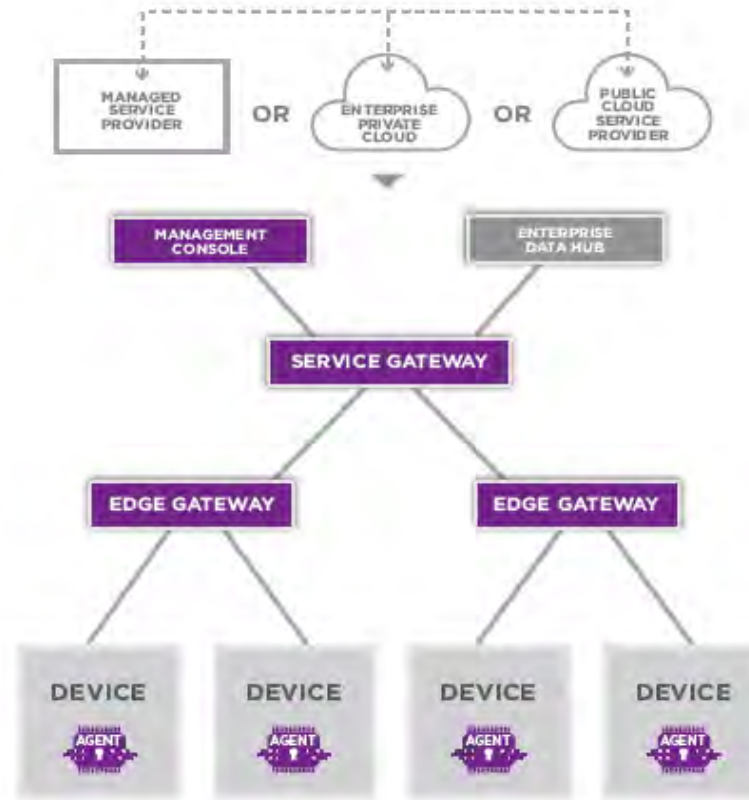 MANAGED
SERVICE
PROVIDER
OR
ENTERPRISE
PRIVATE
CLOUD
OR
PUBLIC
CLOUD
SERVICE
PROVIDER
MANAGEMENT
CONSOLE
ENTERPRISE
DATA HUB
SERVICE GATEWAY
EDGE GATEWAY
EDGE GATEWAY
DEVICE
DEVICE
DEVICE
DEVICE
AGENT
AGENT
AGENT
AGENT